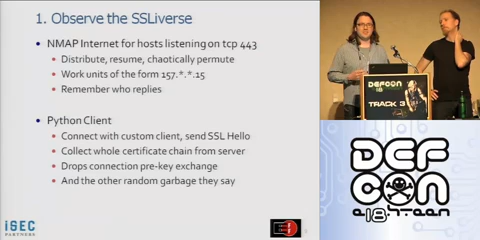 1. Observe the SSLiverse
• NMAP Internet for hosts listening on tcp 443
• Distribute, resume, chaotically permute
• Work units of the form 157.*.*.15
• Remember who replies
• Python Client
• Connect with custom client, send SSL Hello
• Collect whole certificate chain from server
• Drops connection pre-key exchange
• And the other random garbage they say
iSEC
PARTNERS
DEFCON
18
TRACK 3
DEF
CON
e18hteen